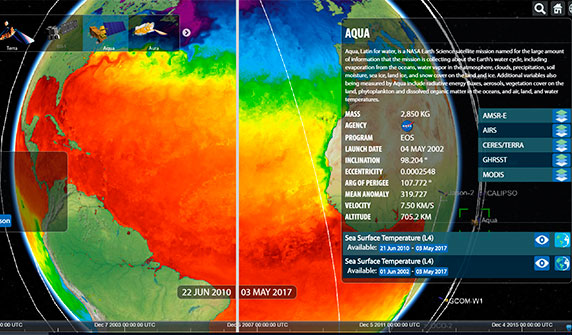 Terra
Aqua
Aura
AQUA
Aqua, Latin for water, is a NASA Earth Science satellite mission named for the large amount
of information that the mission is collecting about the Earth's water cycle, including
evaporation from the oceans, water vapor in the atmosphere, clouds, precipitation, soil
moisture, sea ice, land ice, and snow cover on the land and ice. Additional variables also
being measured by Aqua include radiative energy fluxes, aerosols, vegetation cover on the
land, phytoplankton and dissolved organic matter in the oceans, and air, land, and water
temperatures.
MASS 2,850 KG
AGENCY NASA
PROGRAM EOS
LAUNCH DATE 04 MAY 2002
INCLINATION 98.204 °
ECCENTRICITY 0.0002548
ARG OF PERIGEE 107.772 °
MEAN ANOMALY 319.727
VELOCITY 7.50 KM/S
ALTITUDE 705.2 KM
AMSR-E
AIRS
CERES/TERRA
GHRSST
MODIS
Jason-2
CALIPSO
Aqua
son
Sea Surface Temperature (L4)
Available: 21 Jun 2010 - 03 May 2017
Sea Surface Temperature (L4)
Available: 01 Jun 2002 - 03 May 2017
22 JUN 2010 03 MAY 2017
GCOM-W1
OCO-2
00:00 UTC
Dec 7 2003 00:00:00 UTC
Dec 6 2007 00:00:00 UTC
Dec 5 2011 00:00:00 UTC
Dec 4 2015 00:00:00 UTC